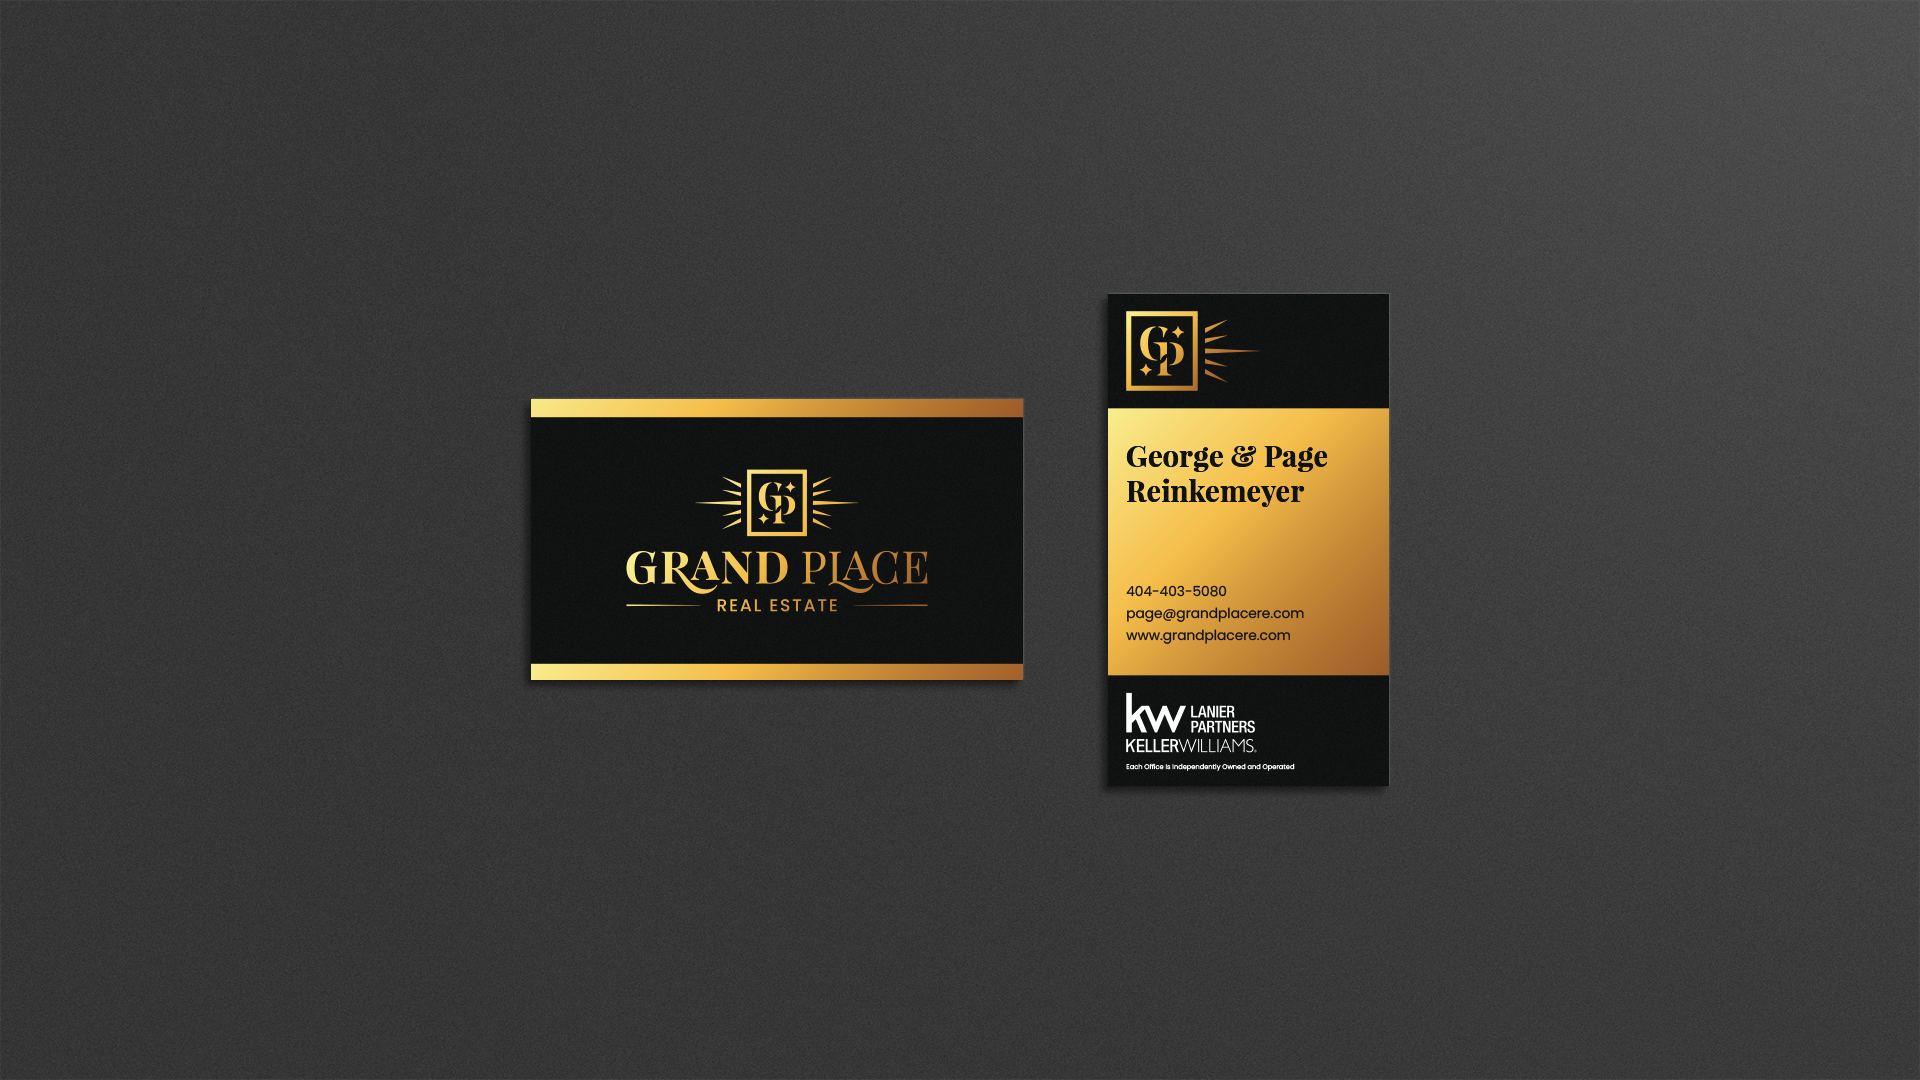 GP
GRAND PLACE
REAL ESTATE
GP
George & Page
Reinkemeyer
404-403-5080
page@grandplacere.com
www.grandplacere.com
kw LANIER
PARTNERS
KELLERWILLIAMS.
Each Office is Independently Owned and Operated